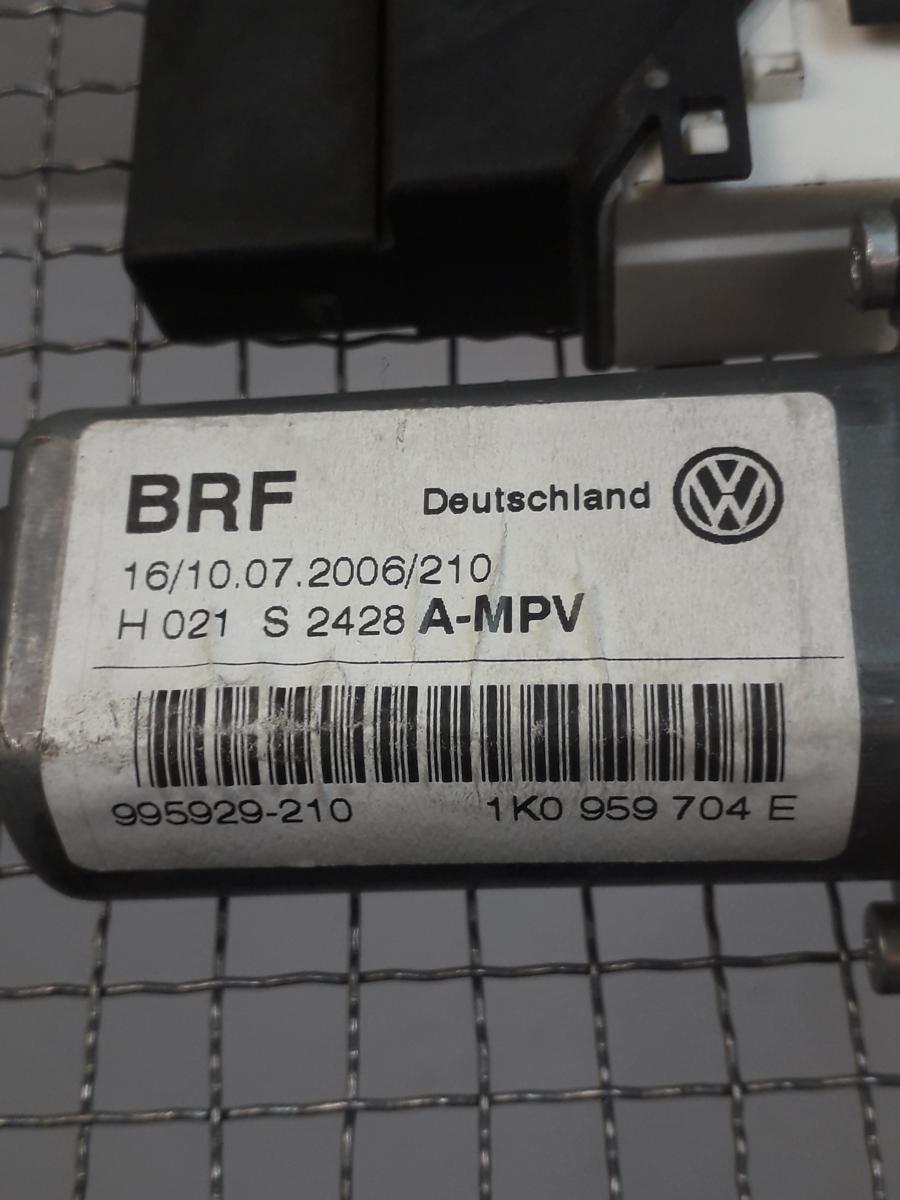 BRF Deutschland
16/10.07.2006/210
H 021 S 2428 A-MPV
995929-210 1K0 959 704 E